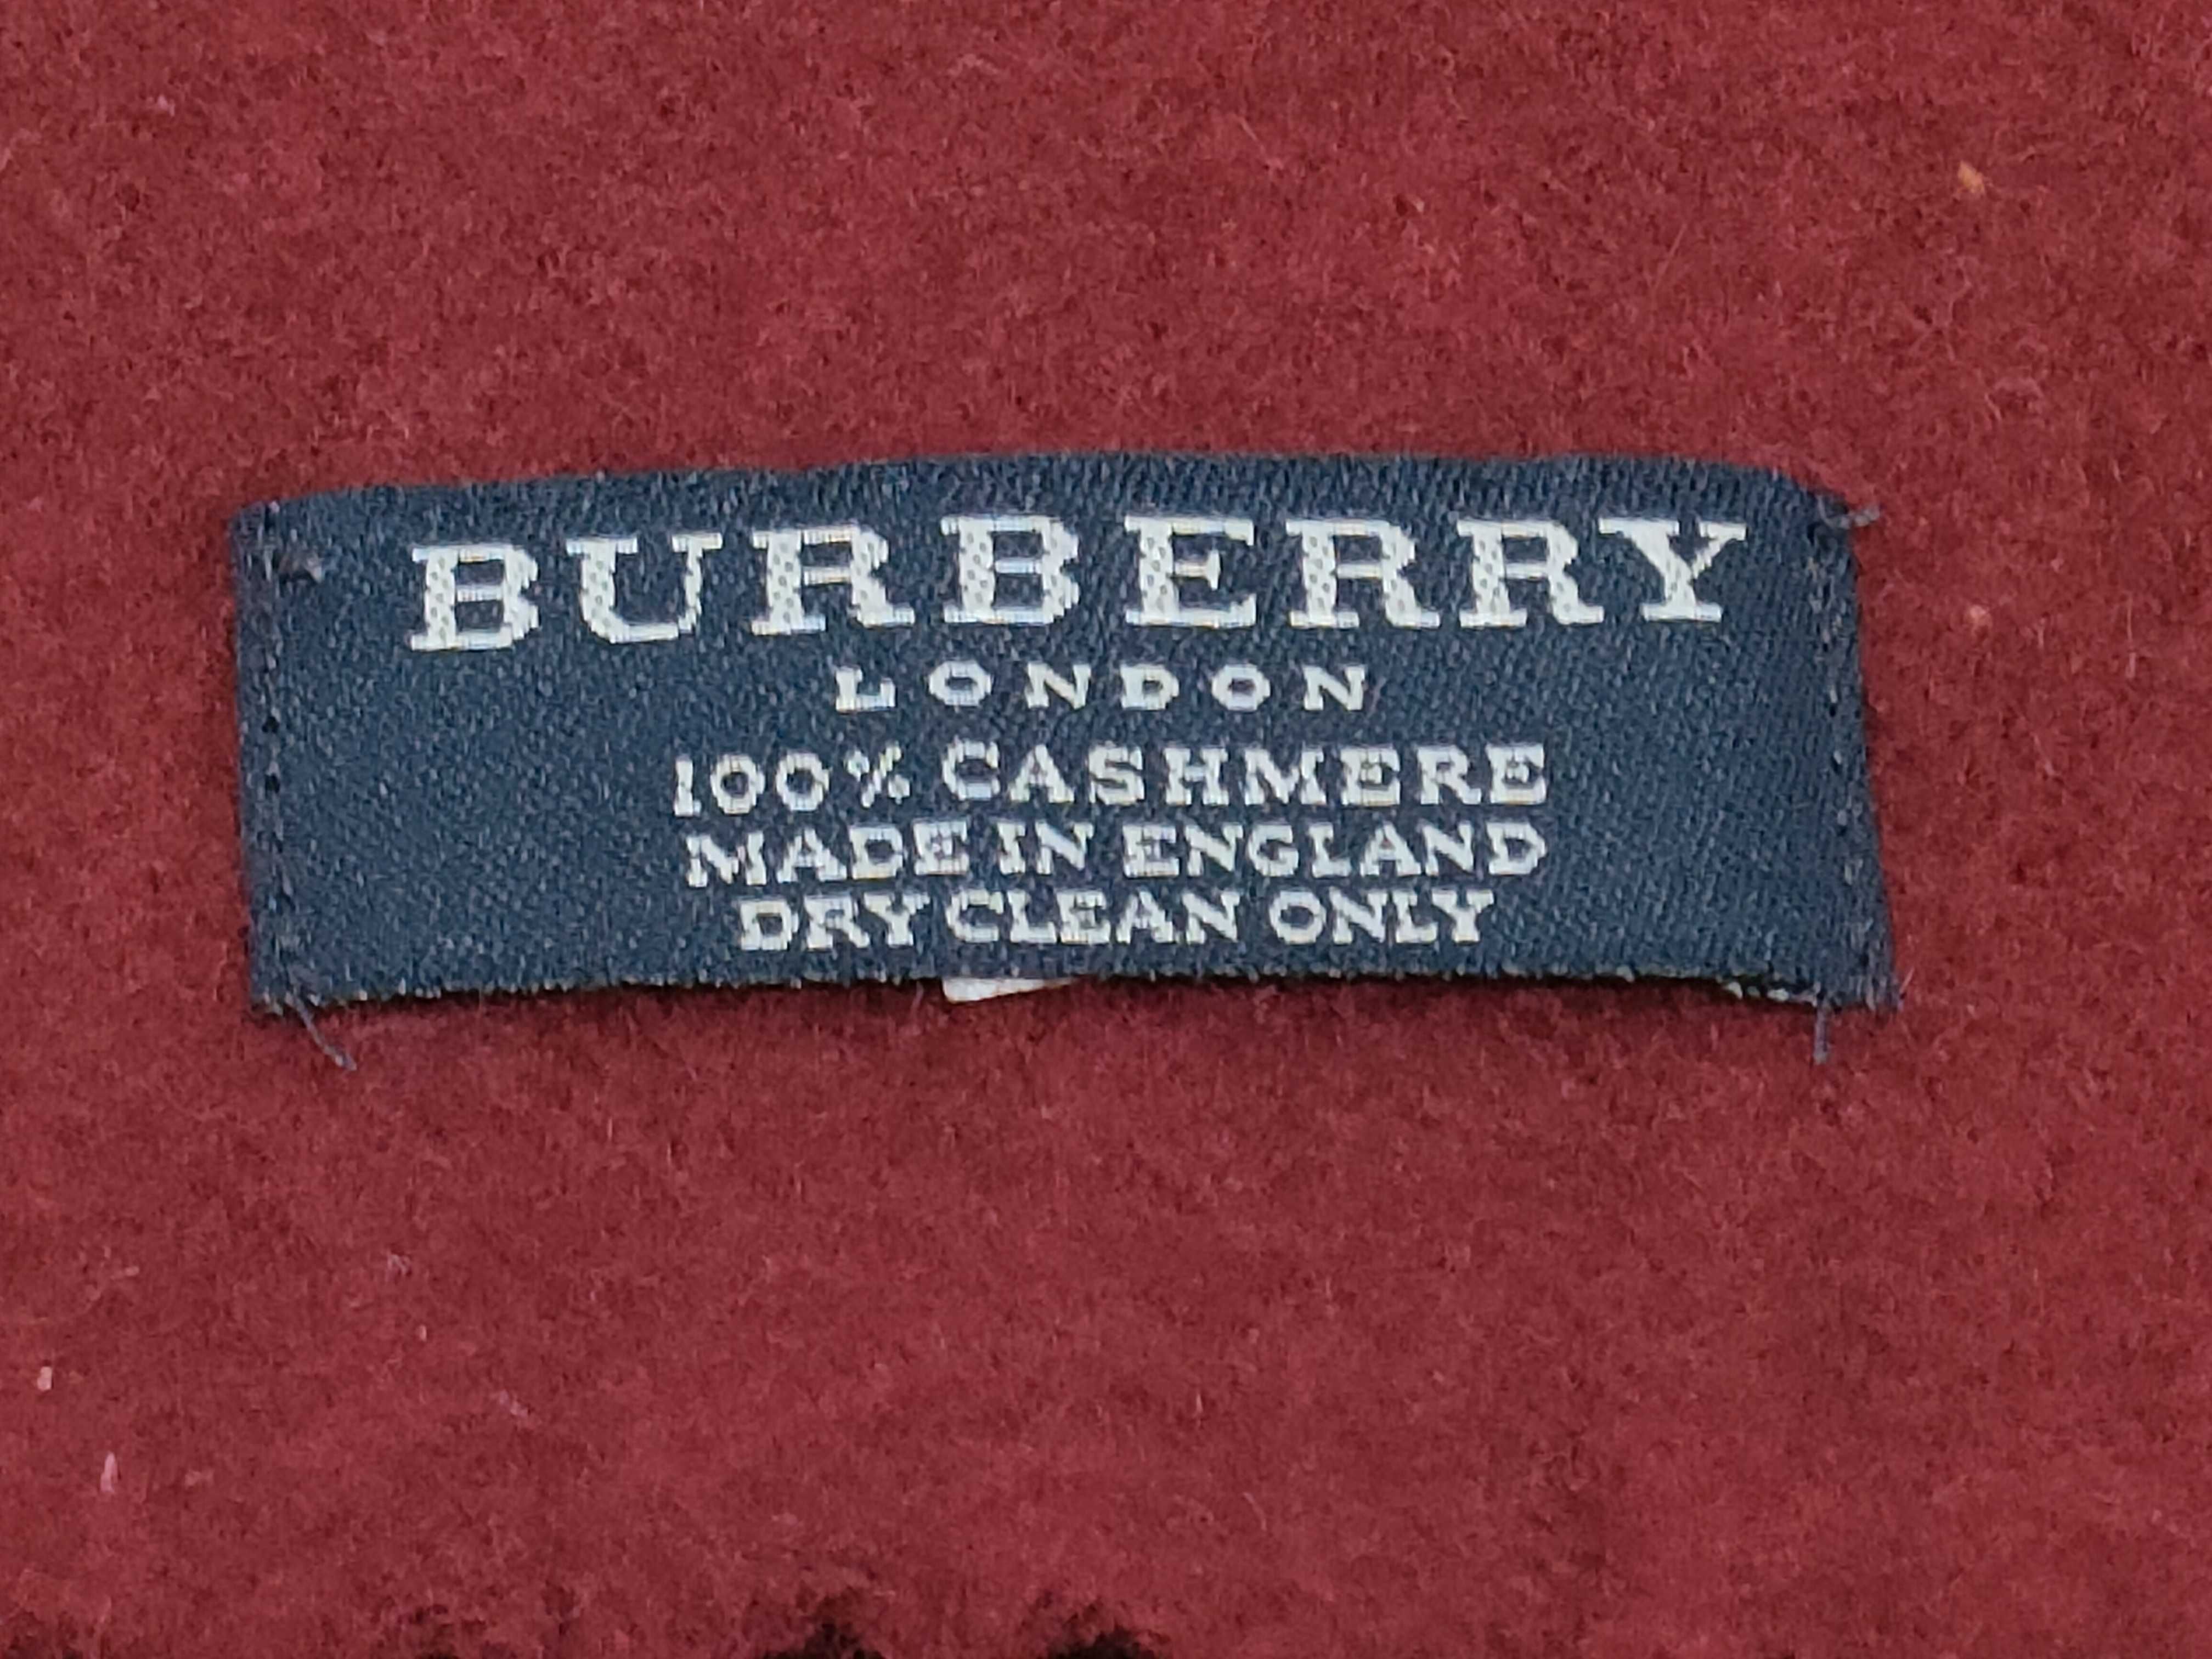 BURBERRY
LONDON
100% CASHMERE
MADE IN ENGLAND
DRY CLEAN ONLY